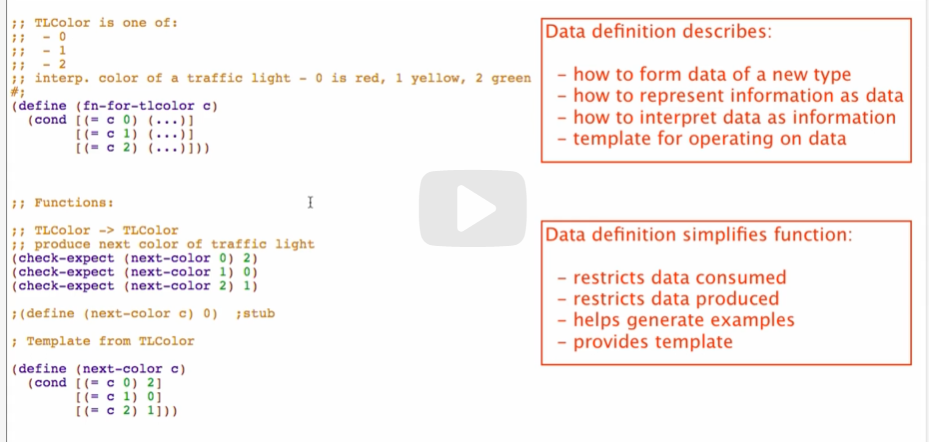 ;; TLColor is one of:
;;  - 0
;;  - 1
;;  - 2
;; interp. color of a traffic light - 0 is red, 1 yellow, 2 green
#;
(define (fn-for-tlcolor c)
  (cond [(= c 0) (...)]
        [(= c 1) (...)]
        [(= c 2) (...)]))
;; Functions:
;; TLColor -> TLColor
;; produce next color of traffic light
(check-expect (next-color 0) 2)
(check-expect (next-color 1) 0)
(check-expect (next-color 2) 1)
;(define (next-color c) 0)  ;stub
; Template from TLColor
(define (next-color c)
  (cond [(= c 0) 2]
        [(= c 1) 0]
        [(= c 2) 1]))
Data definition describes:
– how to form data of a new type
– how to represent information as data
– how to interpret data as information
– template for operating on data
Data definition simplifies function:
– restricts data consumed
– restricts data produced
– helps generate examples
– provides template